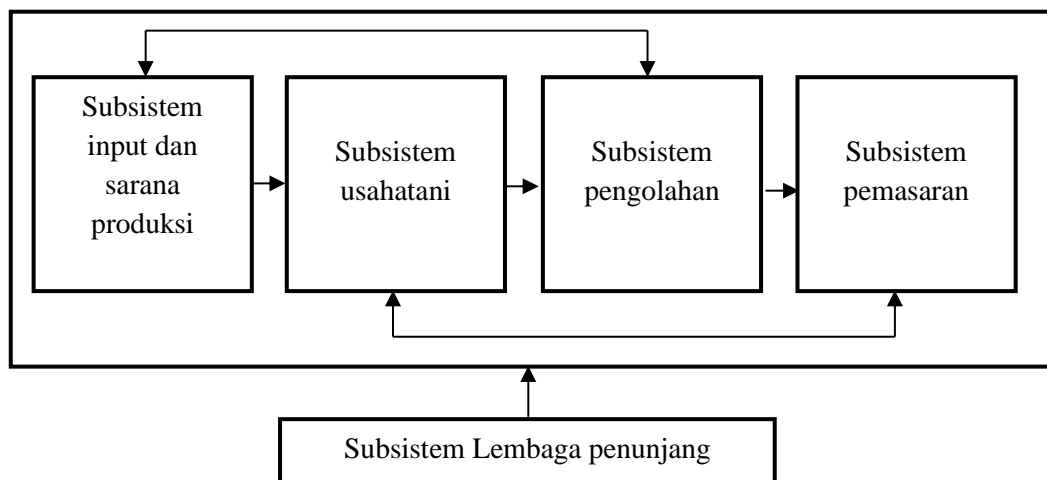 Subsistem
input dan
sarana
produksi
Subsistem
usahatani
Subsistem
pengolahan
Subsistem
pemasaran
Subsistem Lembaga penunjang